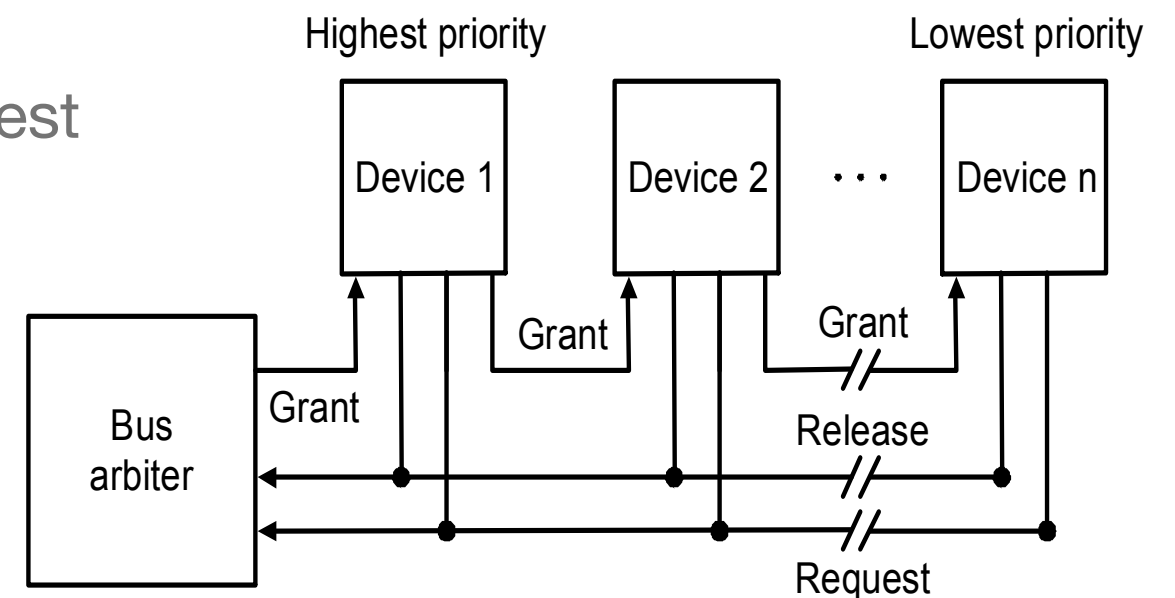 Highest priority
Lowest priority
est
Device 1
Device 2
...
Device n
Grant
Grant
Grant
Bus
arbiter
Release
Request